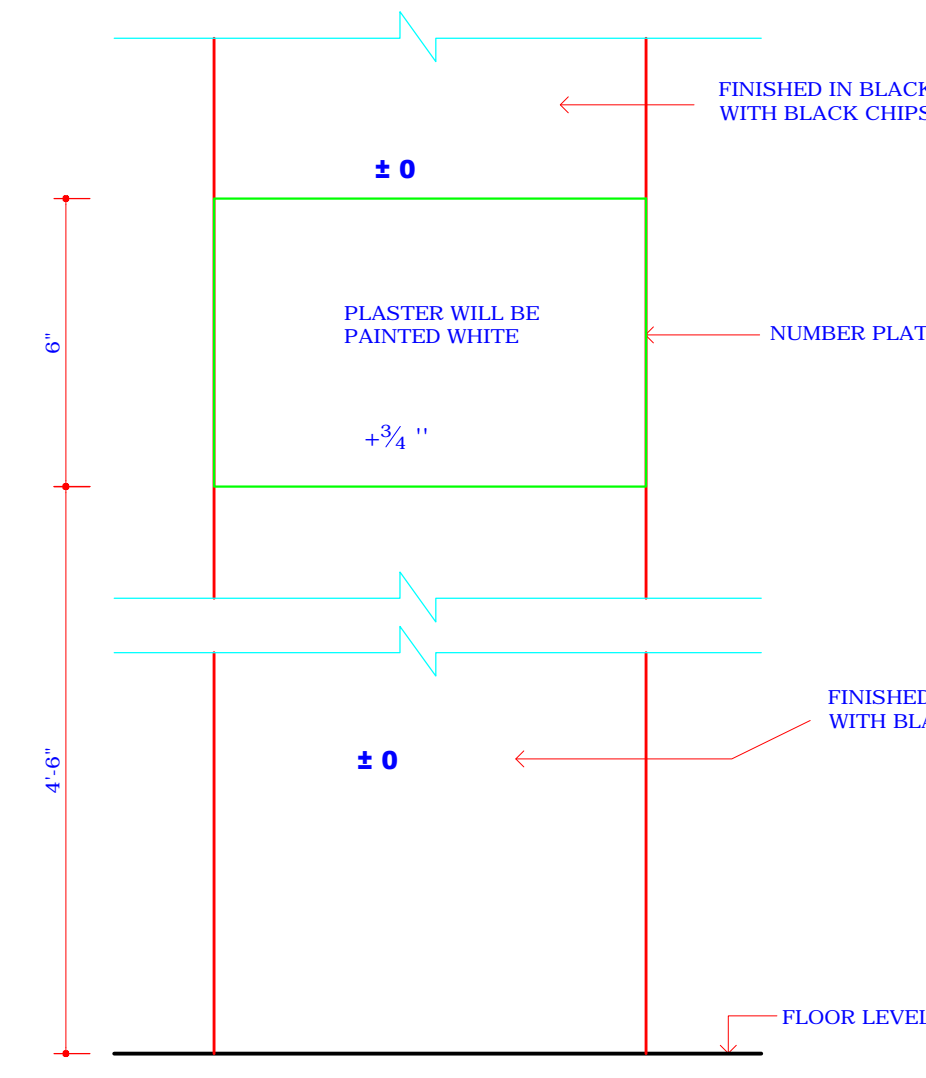 FINISHED IN BLACK
WITH BLACK CHIPS
± 0
6"
PLASTER WILL BE
PAINTED WHITE
NUMBER PLAT
+¾ ''
FINISHED
WITH BLA
± 0
4'-6"
FLOOR LEVEL